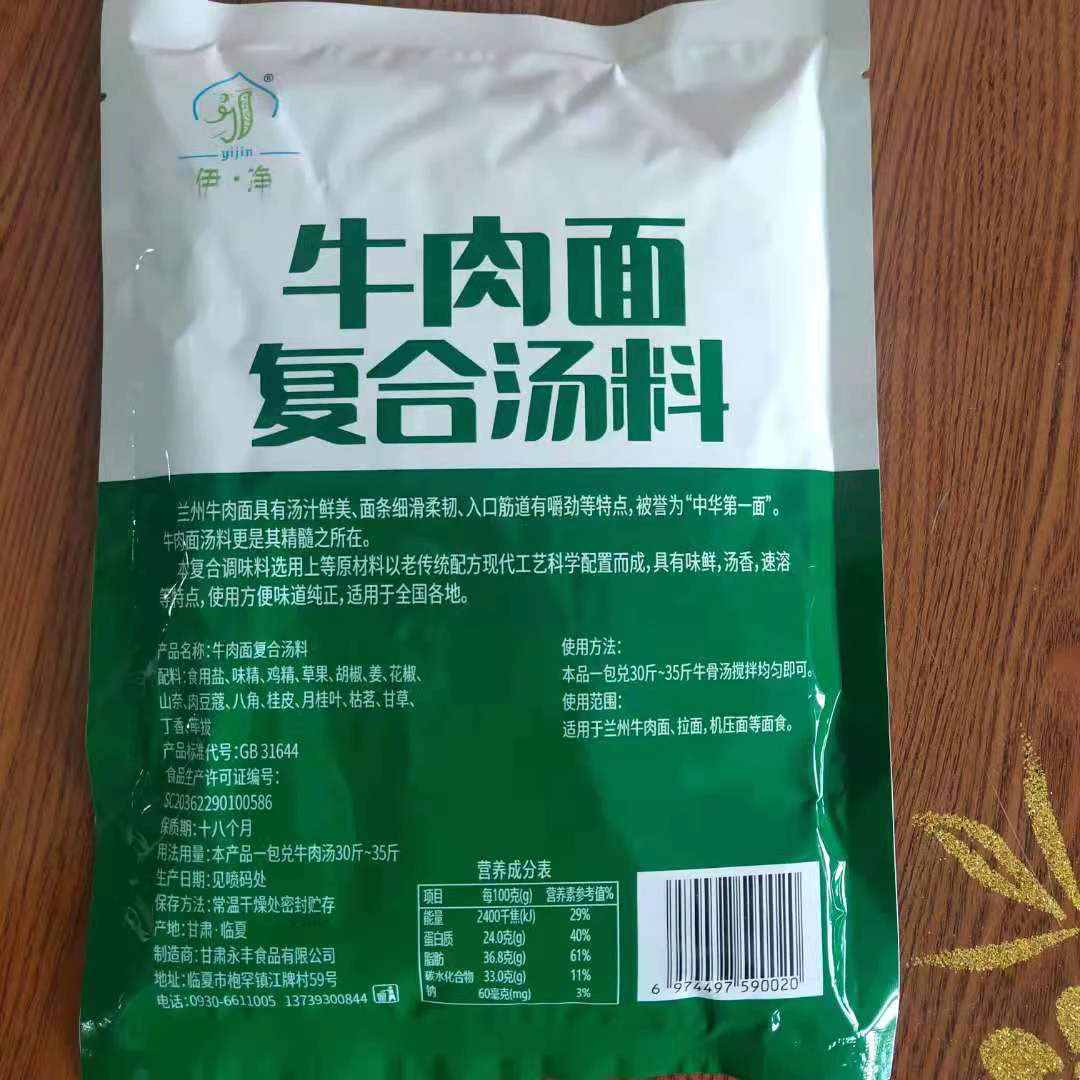 ®
yijin
伊·净
牛肉面
复合汤料
兰州牛肉面具有汤汁鲜美、面条细滑柔韧、入口筋道有嚼劲等特点,被誉为“中华第一面”。
牛肉面汤料更是其精髓之所在。
本复合调味料选用上等原材料以老传统配方现代工艺科学配置而成,具有味鲜,汤香,速溶
等特点,使用方便味道纯正,适用于全国各地。
产品名称:牛肉面复合汤料
配料:食用盐、味精、鸡精、草果、胡椒、姜、花椒、
山奈、肉豆蔻、八角、桂皮、月桂叶、枯茗、甘草、
丁香、荜拔
产品标准代号:GB 31644
食品生产许可证编号:
SC20362290100586
保质期:十八个月
用法用量:本产品一包兑牛肉汤30斤~35斤
生产日期:见喷码处
保存方法:常温干燥处密封贮存
产地:甘肃·临夏
制造商:甘肃永丰食品有限公司
地址:临夏市枹罕镇江牌村59号
电话:0930-6611005 13739300844
使用方法:
本品一包兑30斤~35斤牛骨汤搅拌均匀即可。
使用范围:
适用于兰州牛肉面、拉面,机压面等面食。
营养成分表
项目 每100克(g) 营养素参考值%
能量 2400千焦(kJ) 29%
蛋白质 24.0克(g) 40%
脂肪 36.8克(g) 61%
碳水化合物 33.0克(g) 11%
钠 60毫克(mg) 3%
6 974497 590020